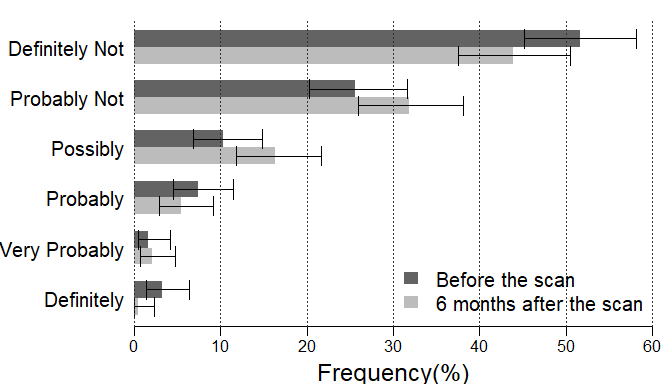 Definitely Not
Probably Not
Possibly
Probably
Very Probably
Definitely
Before the scan
6 months after the scan
0 10 20 30 40 50 60
Frequency(%)